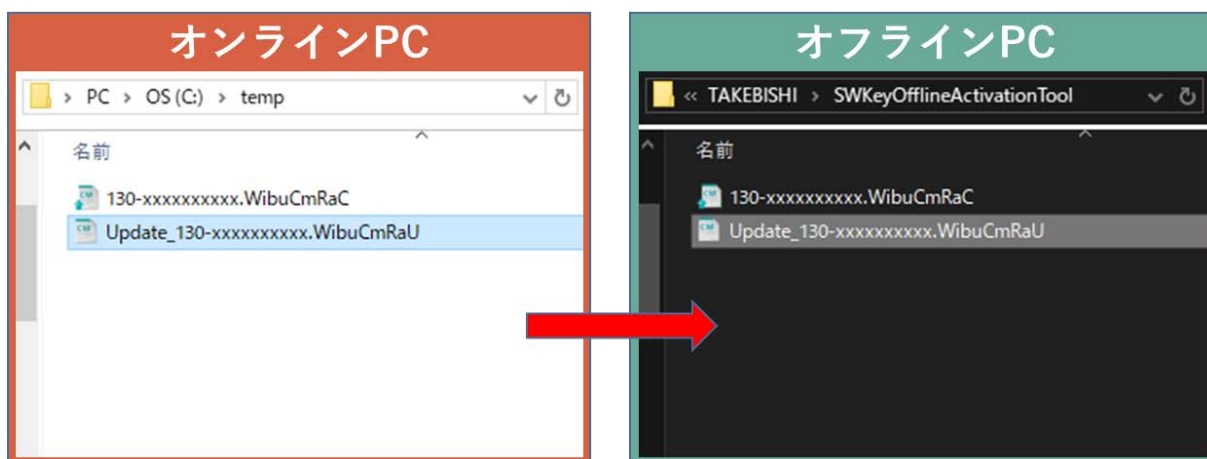 オンラインPC
PC > OS (C:) > temp
名前
130-xxxxxxxxxx.WibuCmRaC
Update_130-xxxxxxxxxx.WibuCmRaU
オフラインPC
« TAKEBISHI > SWKeyOfflineActivationTool
名前
130-xxxxxxxxxx.WibuCmRaC
Update_130-xxxxxxxxxx.WibuCmRaU